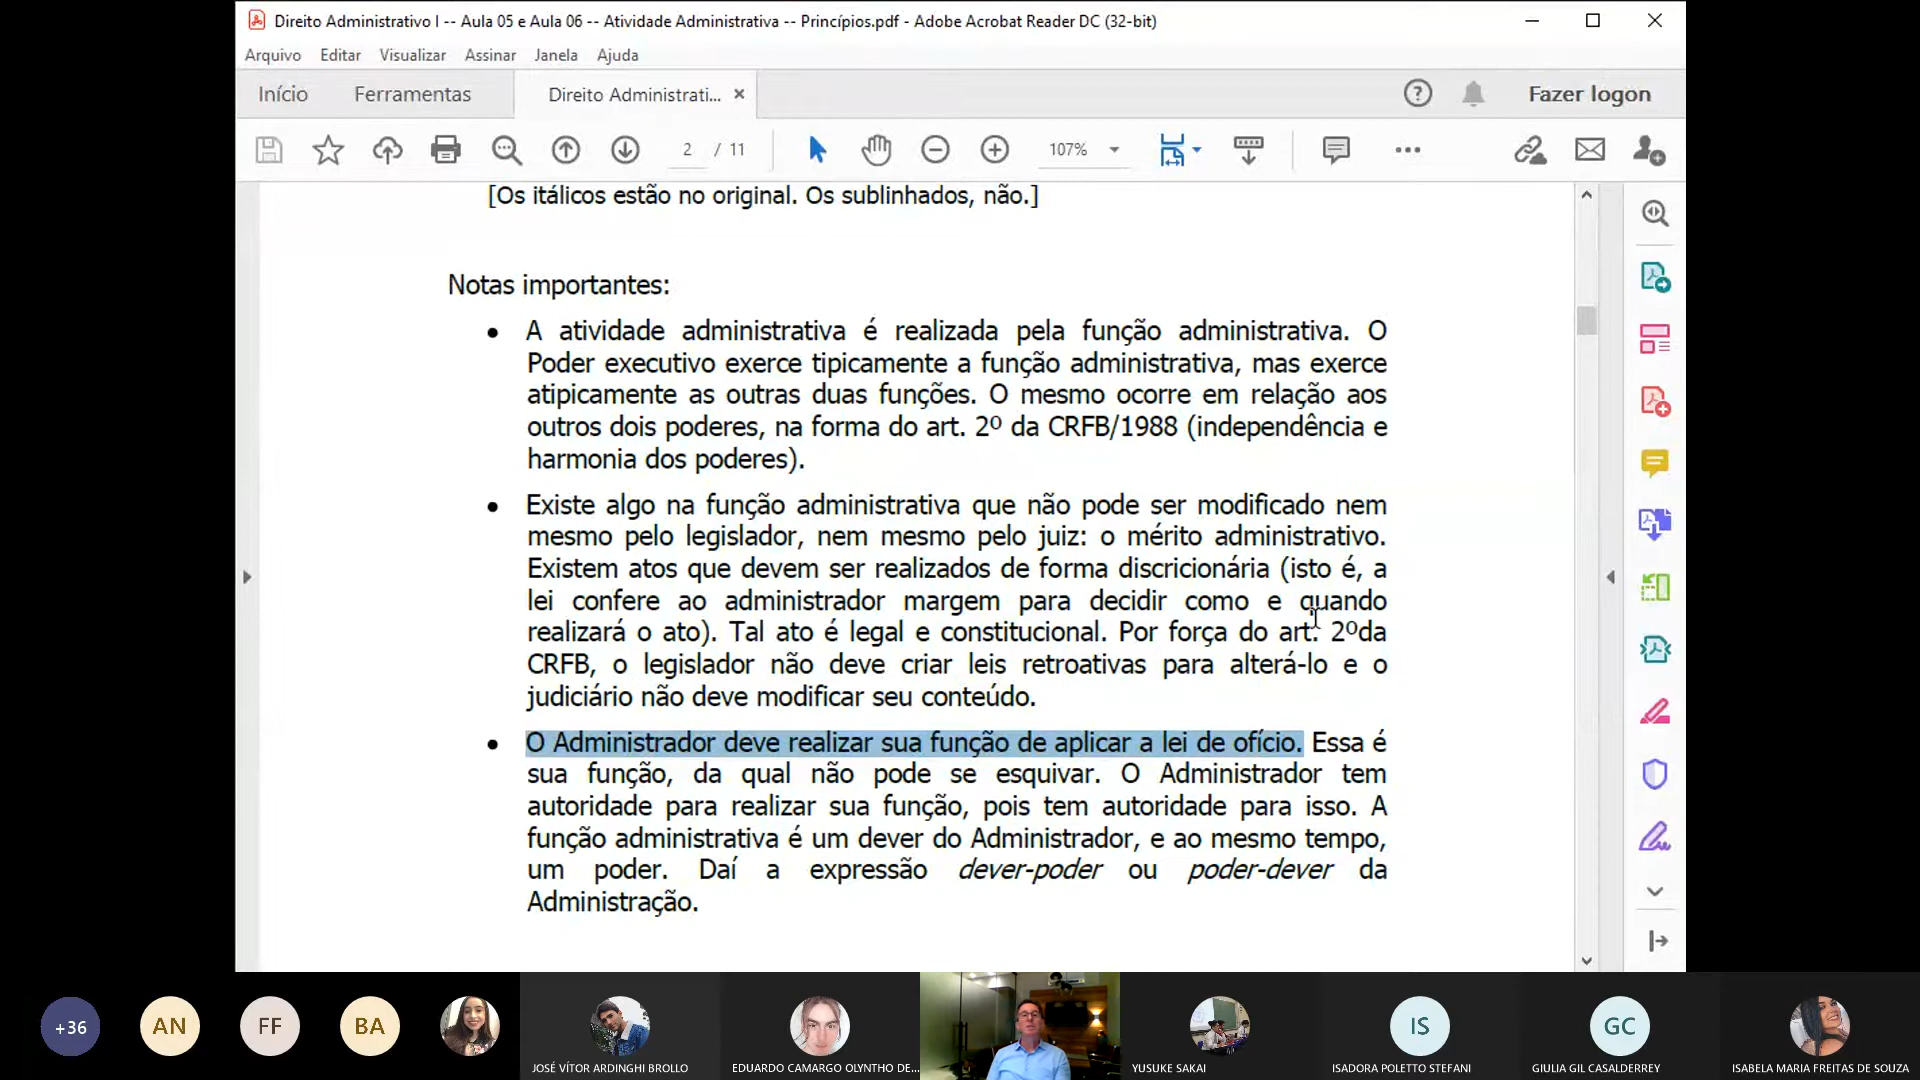 Direito Administrativo I -- Aula 05 e Aula 06 -- Atividade Administrativa -- Princípios.pdf - Adobe Acrobat Reader DC (32-bit)
Arquivo Editar Visualizar Assinar Janela Ajuda
Início Ferramentas Direito Administrati... Fazer logon
2 / 11 107%
[Os itálicos estão no original. Os sublinhados, não.]
Notas importantes:
• A atividade administrativa é realizada pela função administrativa. O
Poder executivo exerce tipicamente a função administrativa, mas exerce
atipicamente as outras duas funções. O mesmo ocorre em relação aos
outros dois poderes, na forma do art. 2º da CRFB/1988 (independência e
harmonia dos poderes).
• Existe algo na função administrativa que não pode ser modificado nem
mesmo pelo legislador, nem mesmo pelo juiz: o mérito administrativo.
Existem atos que devem ser realizados de forma discricionária (isto é, a
lei confere ao administrador margem para decidir como e quando
realizará o ato). Tal ato é legal e constitucional. Por força do art. 2ºda
CRFB, o legislador não deve criar leis retroativas para alterá-lo e o
judiciário não deve modificar seu conteúdo.
• O Administrador deve realizar sua função de aplicar a lei de ofício. Essa é
sua função, da qual não pode se esquivar. O Administrador tem
autoridade para realizar sua função, pois tem autoridade para isso. A
função administrativa é um dever do Administrador, e ao mesmo tempo,
um poder. Daí a expressão dever-poder ou poder-dever da
Administração.
+36 AN FF BA IS GC
JOSÉ VÍTOR ARDINGHI BROLLO EDUARDO CAMARGO OLYNTHO DE... YUSUKE SAKAI ISADORA POLETTO STEFANI GIULIA GIL CASALDERREY ISABELA MARIA FREITAS DE SOUZA